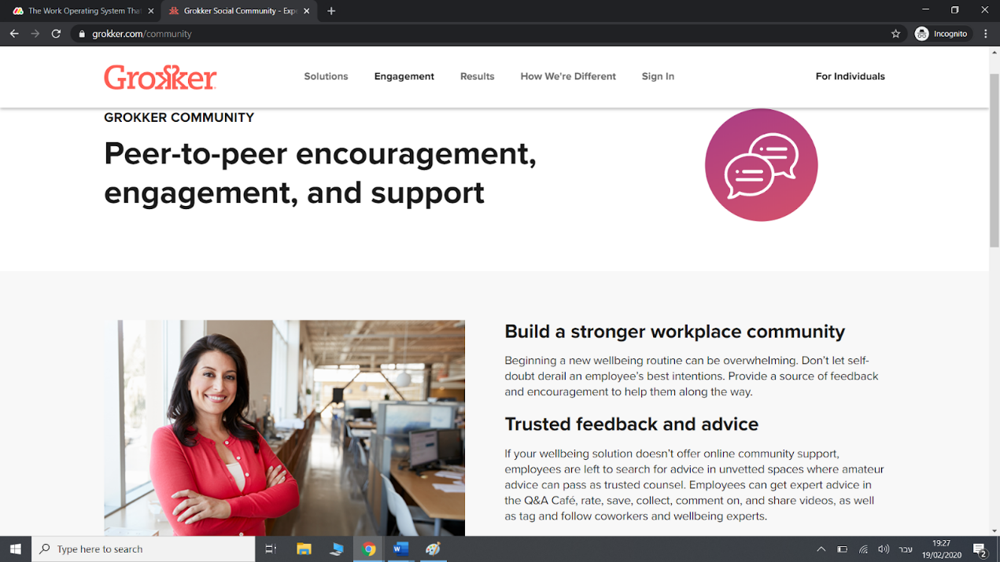 The Work Operating System That
Grokker Social Community - Expe
grokker.com/community
Incognito
Grokker
Solutions
Engagement
Results
How We're Different
Sign In
For Individuals
GROKKER COMMUNITY
Peer-to-peer encouragement,
engagement, and support
Build a stronger workplace community
Beginning a new wellbeing routine can be overwhelming. Don’t let self-
doubt derail an employee’s best intentions. Provide a source of feedback
and encouragement to help them along the way.
Trusted feedback and advice
If your wellbeing solution doesn’t offer online community support,
employees are left to search for advice in unvetted spaces where amateur
advice can pass as trusted counsel. Employees can get expert advice in
the Q&A Café, rate, save, collect, comment on, and share videos, as well
as tag and follow coworkers and wellbeing experts.
Type here to search
W
עבר
19:27
19/02/2020
2